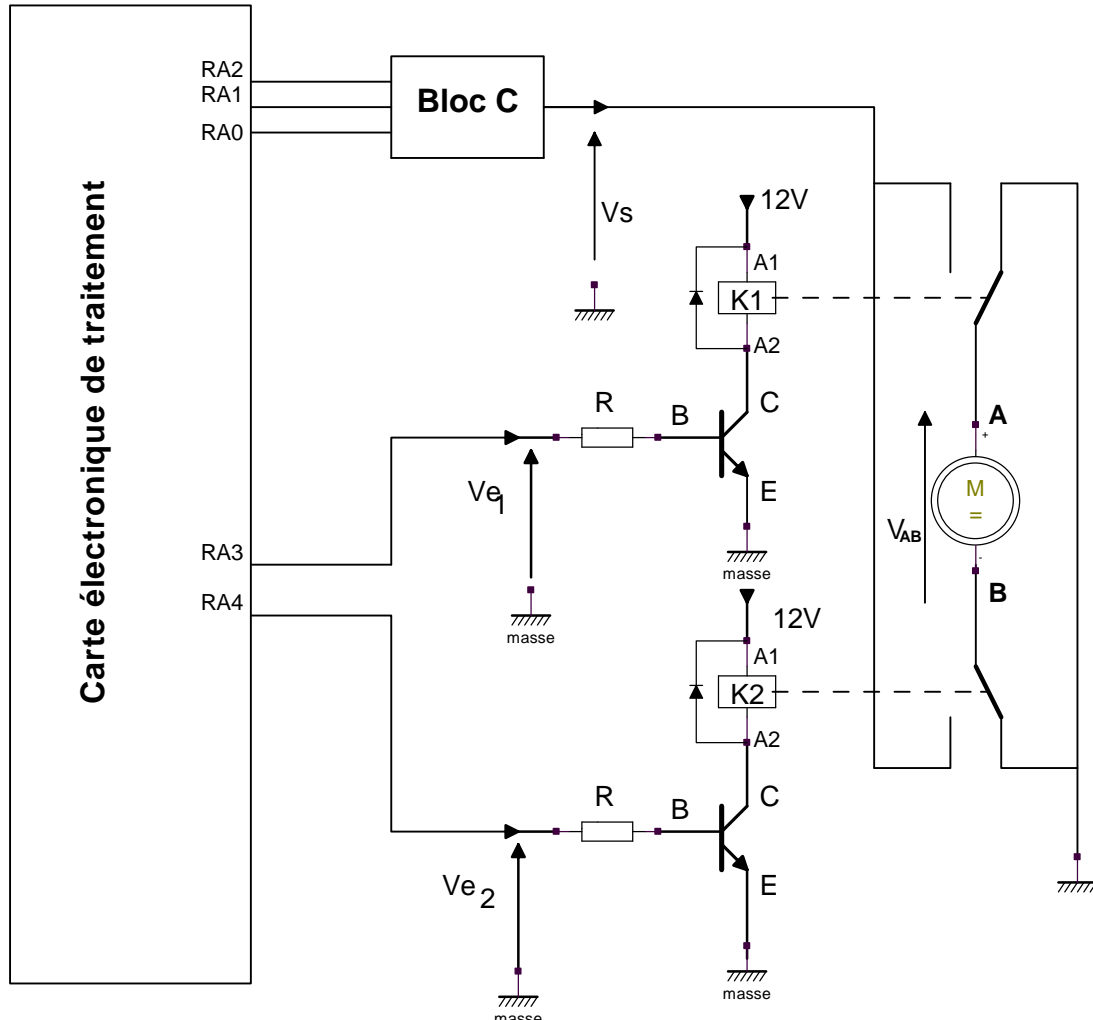 RA2
RA1
RA0
Bloc C
Carte électronique de traitement
Vs
12V
A1
K1
A2
R
B
C
E
Ve1
masse
masse
A
+
M
=
VAB
-
B
RA3
RA4
12V
A1
K2
A2
R
B
C
E
Ve2
masse
masse